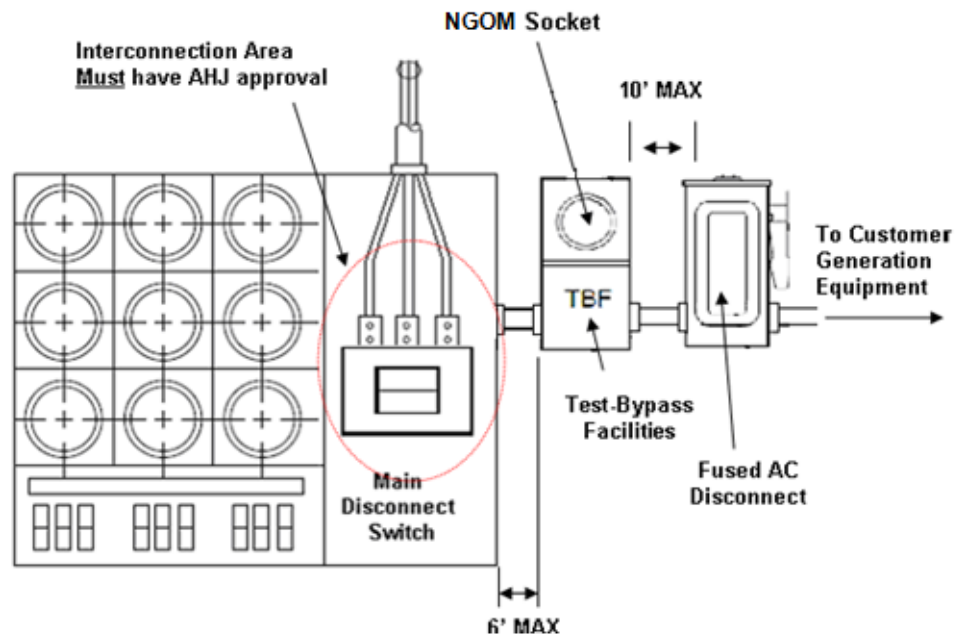 NGOM Socket
Interconnection Area
Must have AHJ approval
10’ MAX
To Customer
Generation
Equipment
TBF
Test-Bypass
Facilities
Fused AC
Disconnect
Main
Disconnect
Switch
6’ MAX